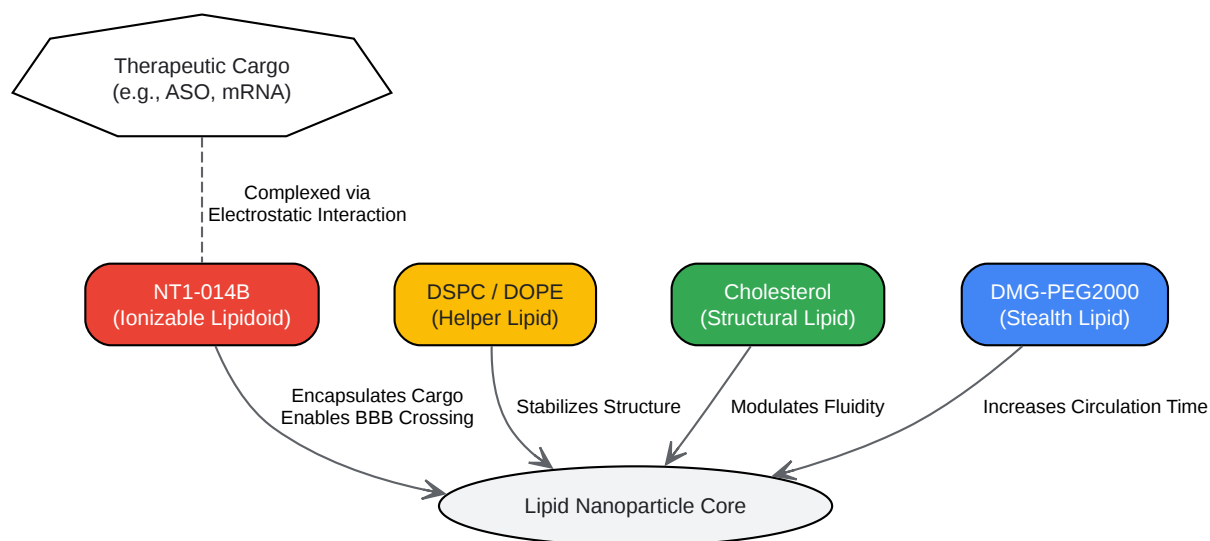 Therapeutic Cargo
(e.g., ASO, mRNA)
Complexed via
Electrostatic Interaction
NT1-014B
(Ionizable Lipidoid)
DSPC / DOPE
(Helper Lipid)
Cholesterol
(Structural Lipid)
DMG-PEG2000
(Stealth Lipid)
Encapsulates Cargo
Enables BBB Crossing
Stabilizes Structure
Modulates Fluidity
Increases Circulation Time
Lipid Nanoparticle Core